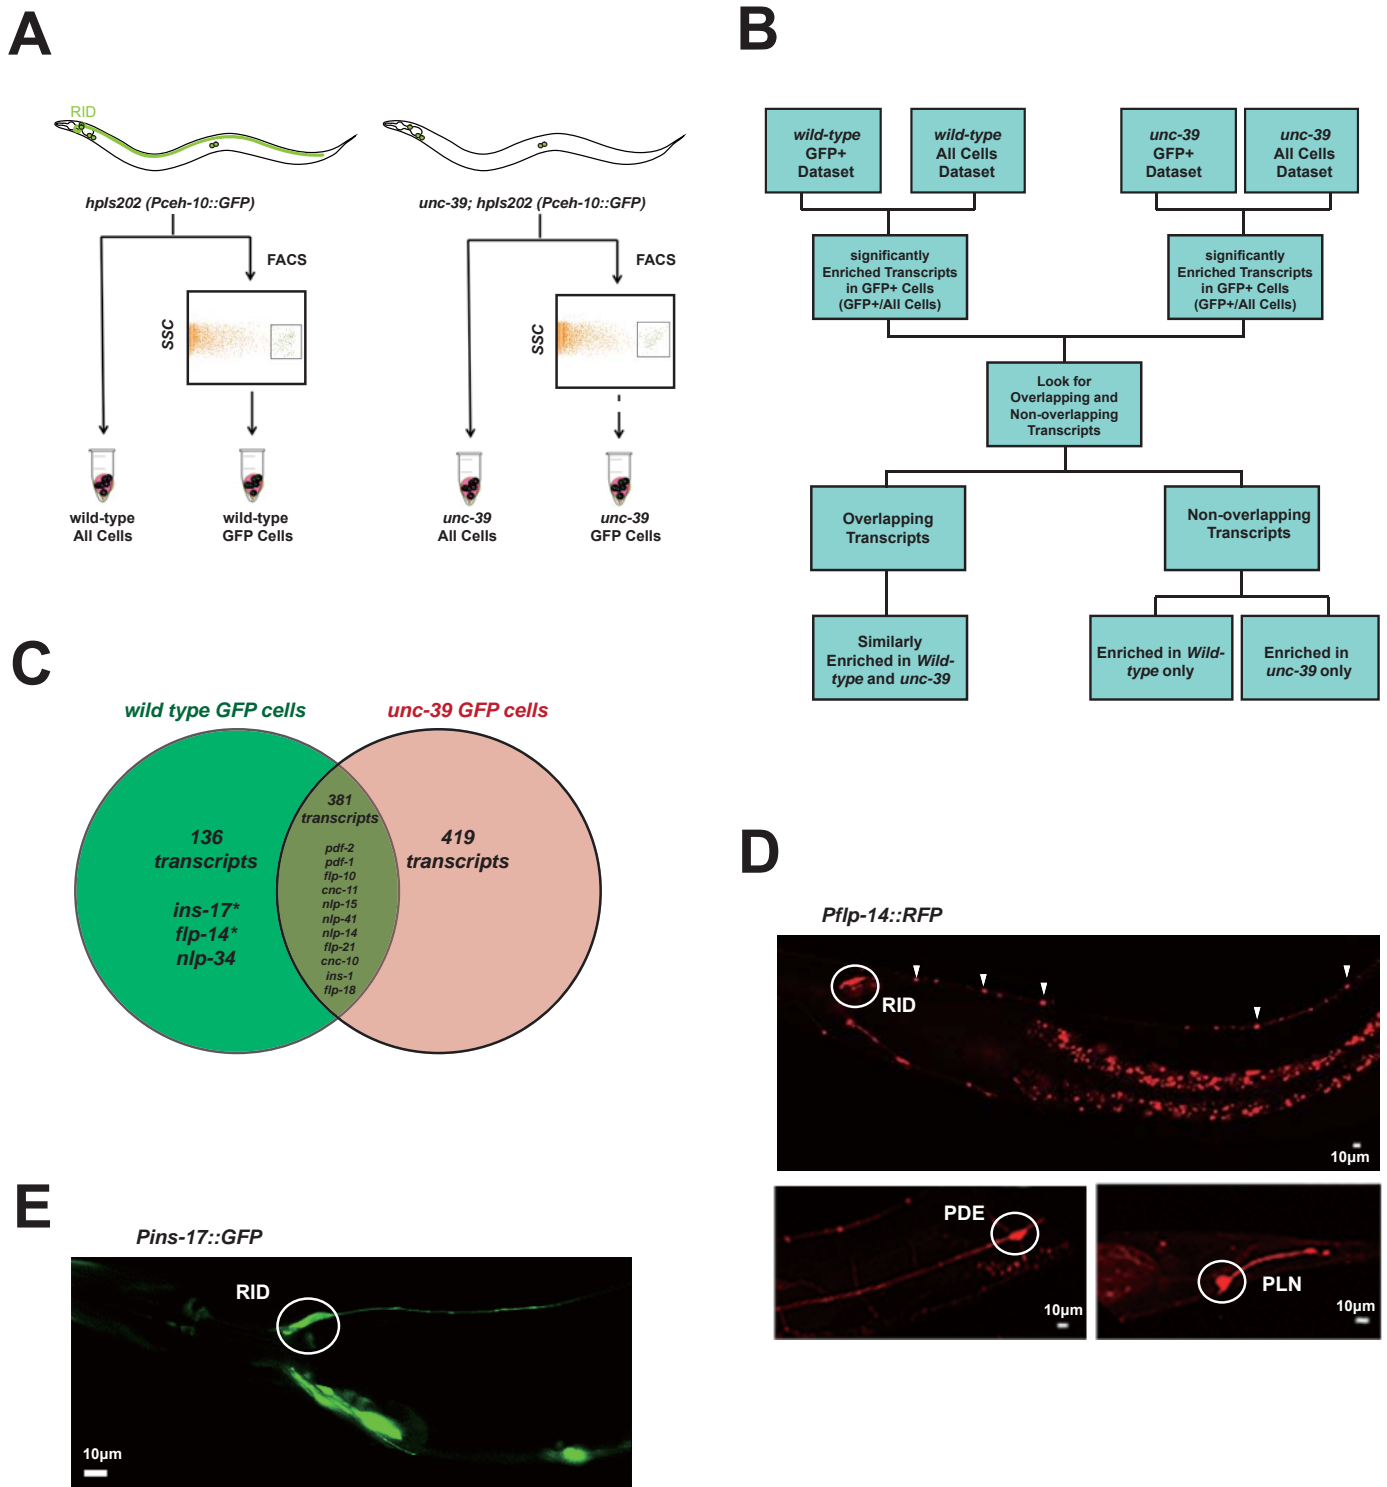 A
RID
hpIs202 (Pceh-10::GFP)
unc-39; hpIs202 (Pceh-10::GFP)
FACS
FACS
SSC
SSC
wild-type
All Cells
wild-type
GFP Cells
unc-39
All Cells
unc-39
GFP Cells
B
wild-type
GFP+
Dataset
wild-type
All Cells
Dataset
unc-39
GFP+
Dataset
unc-39
All Cells
Dataset
significantly
Enriched Transcripts
in GFP+ Cells
(GFP+/All Cells)
significantly
Enriched Transcripts
in GFP+ Cells
(GFP+/All Cells)
Look for
Overlapping and
Non-overlapping
Transcripts
Overlapping
Transcripts
Non-overlapping
Transcripts
Similarly
Enriched in Wild-
type and unc-39
Enriched in Wild-
type only
Enriched in
unc-39 only
C
wild type GFP cells
unc-39 GFP cells
136
transcripts
ins-17*
flp-14*
nlp-34
381
transcripts
pdf-2
pdf-1
flp-10
cnc-11
nlp-15
nlp-41
nlp-14
flp-21
cnc-10
ins-1
flp-18
419
transcripts
D
Pflp-14::RFP
RID
10μm
PDE
10μm
PLN
10μm
E
Pins-17::GFP
RID
10μm